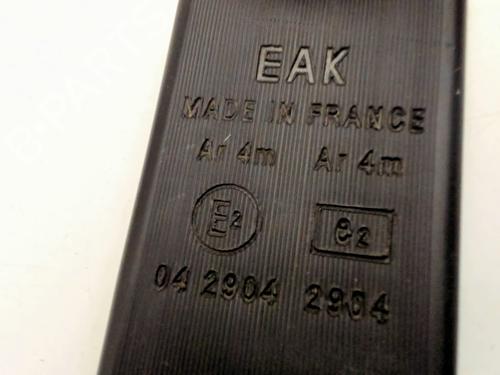 EAK
MADE IN FRANCE
Ar 4m Ar 4m
E2 e2
04 2904 2904